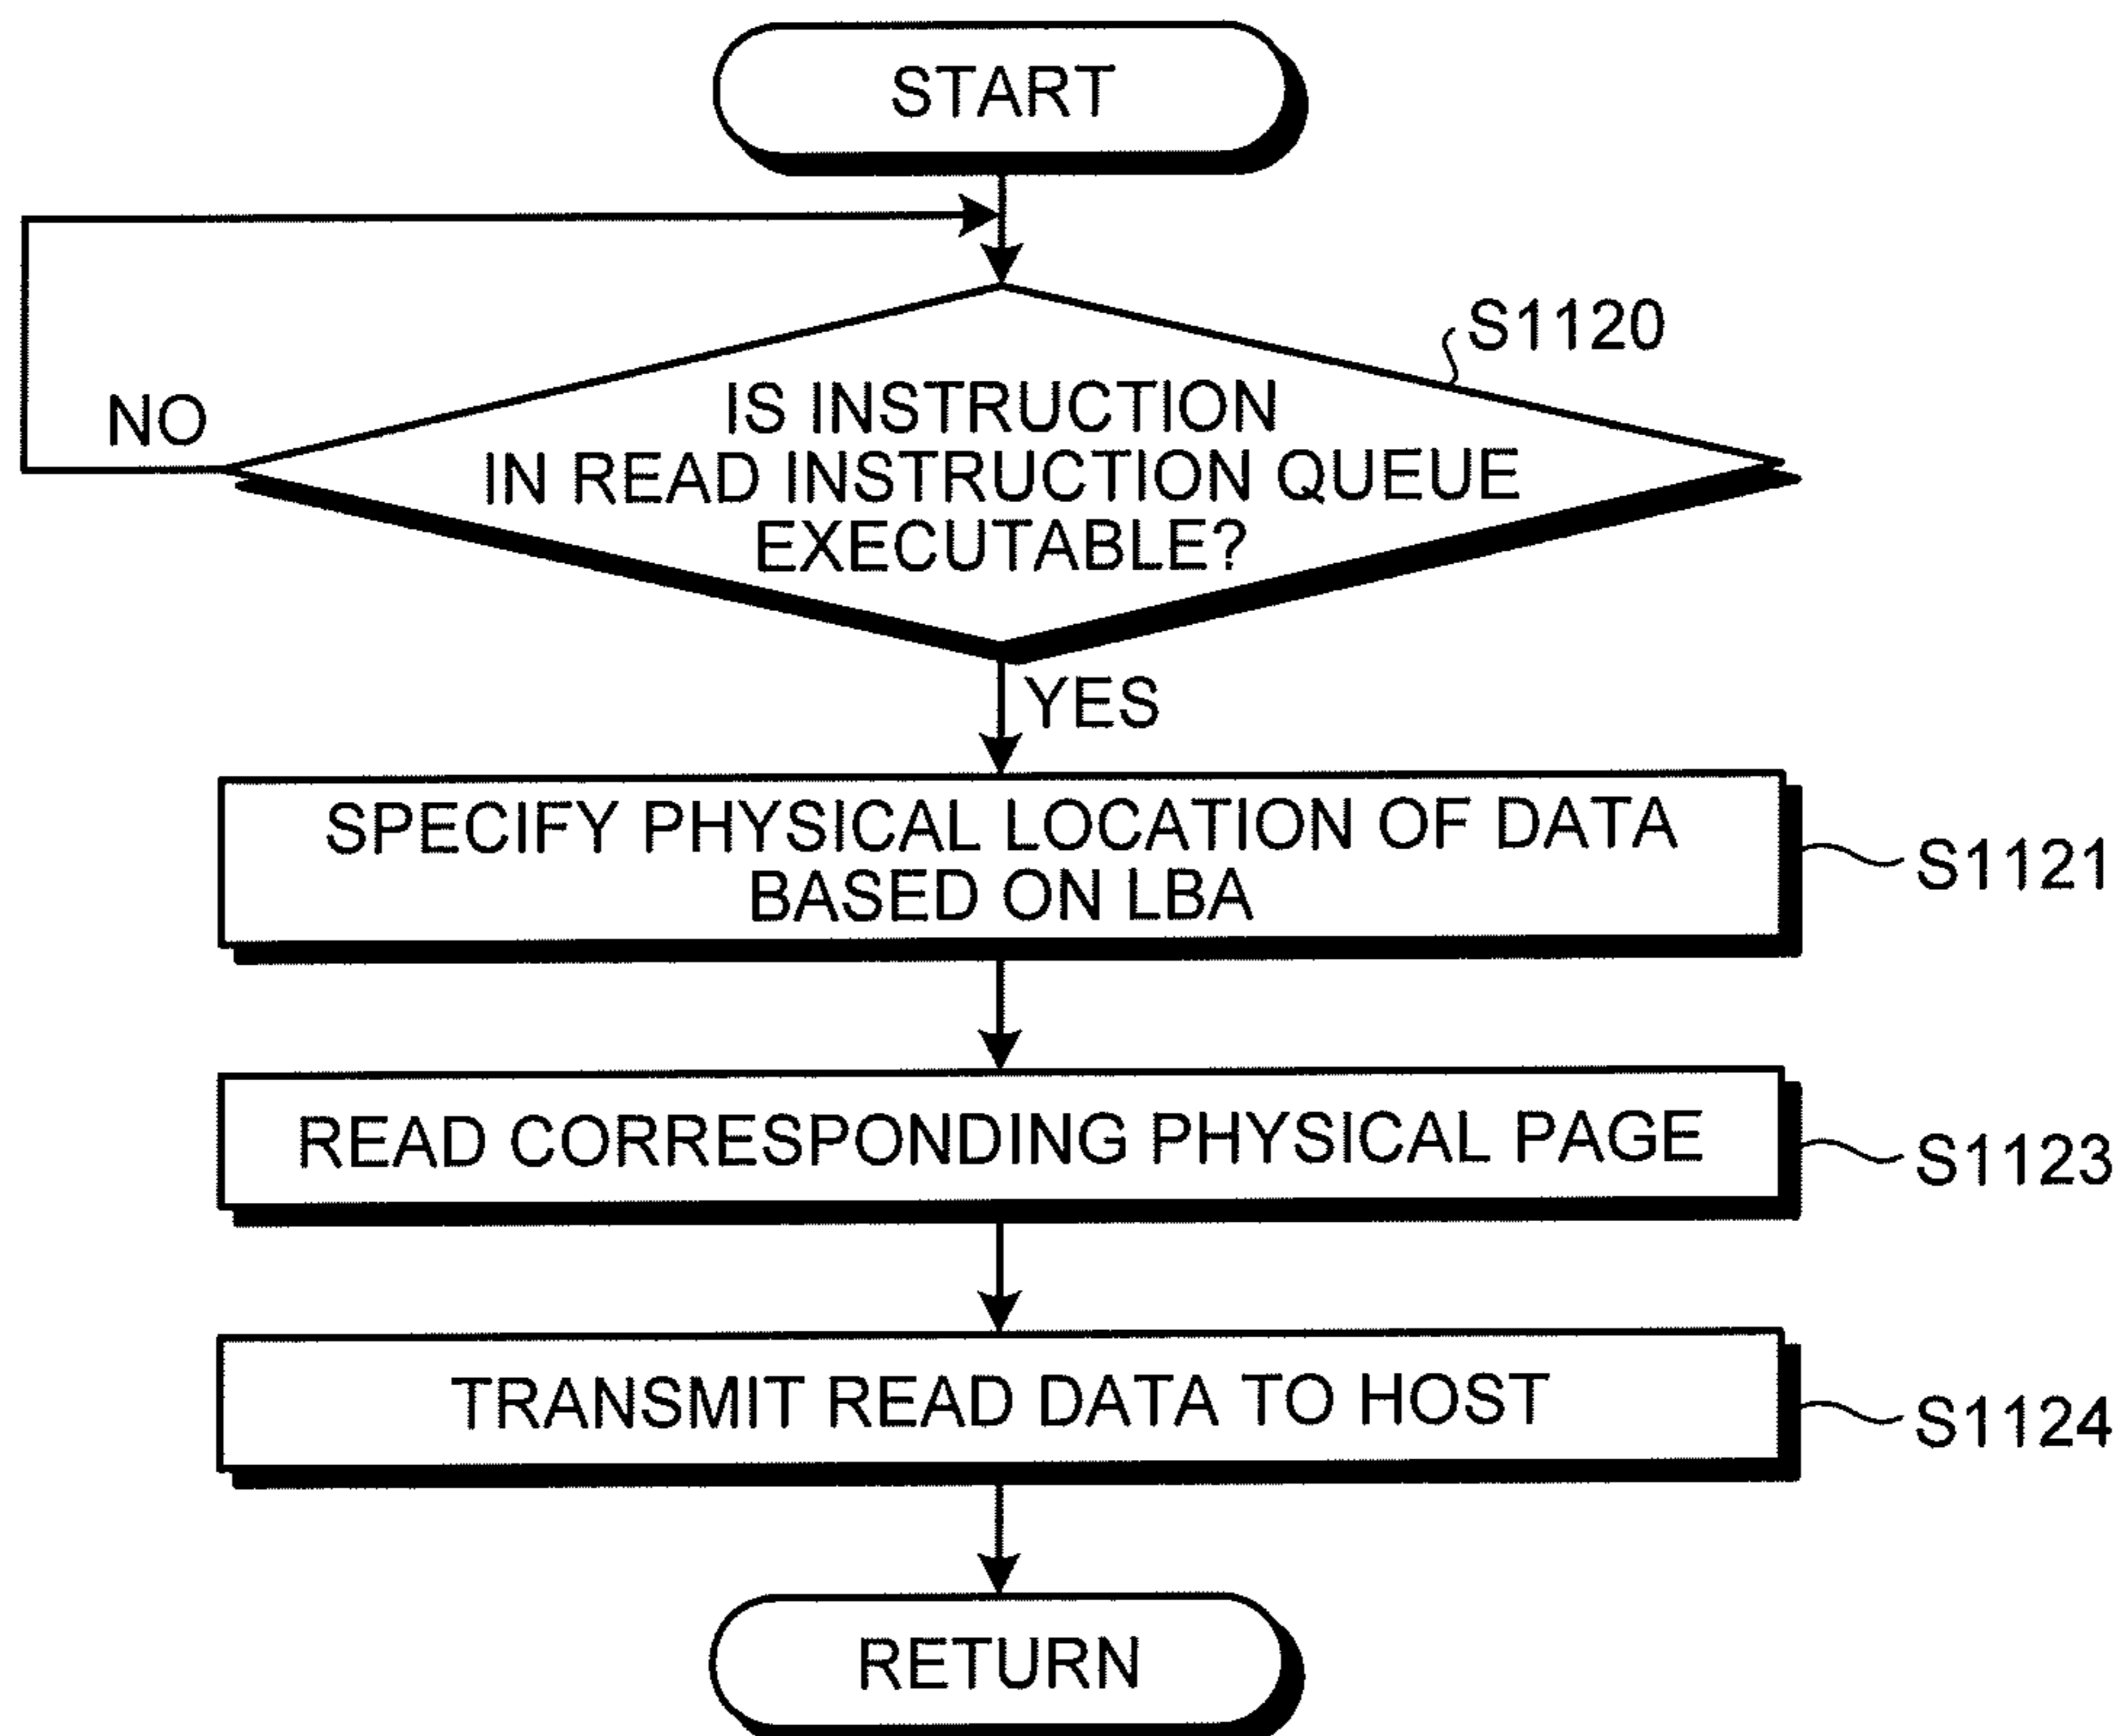 START
S1120
NO
IS INSTRUCTION
IN READ INSTRUCTION QUEUE
EXECUTABLE?
YES
SPECIFY PHYSICAL LOCATION OF DATA
BASED ON LBA
S1121
READ CORRESPONDING PHYSICAL PAGE
S1123
TRANSMIT READ DATA TO HOST
S1124
RETURN